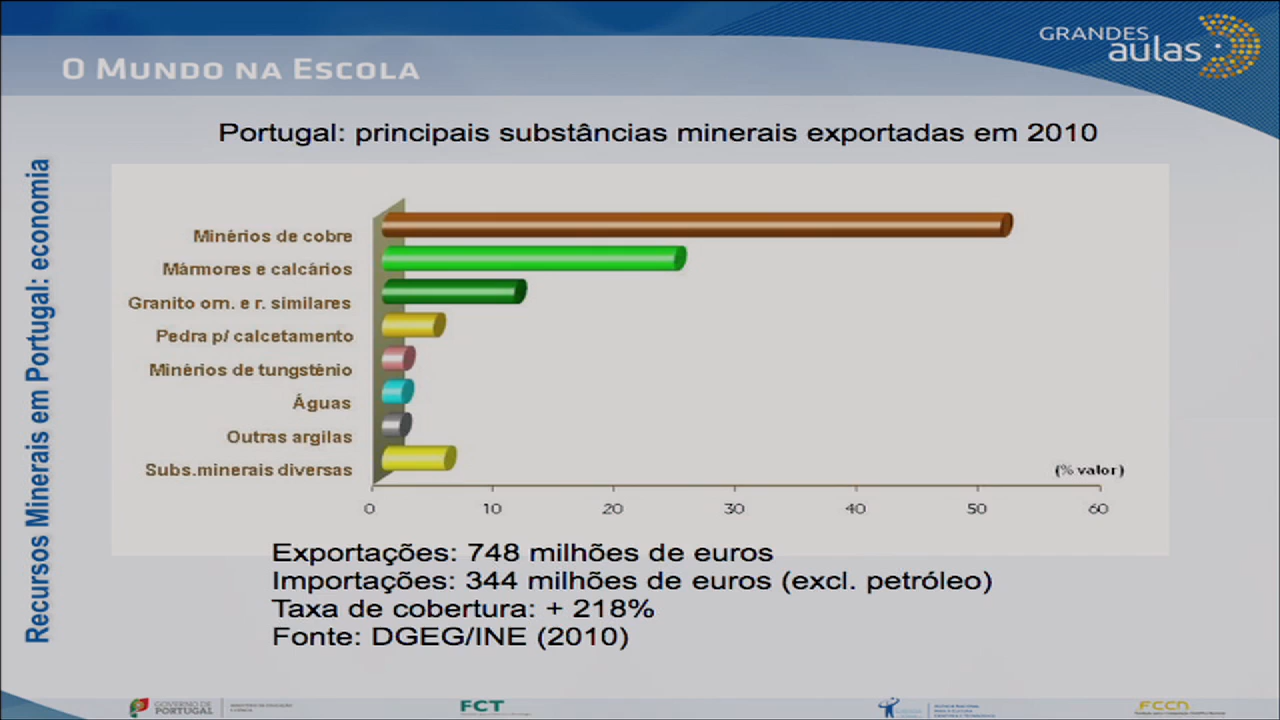 GRANDES
aulas
O MUNDO NA ESCOLA
Portugal: principais substâncias minerais exportadas em 2010
Recursos Minerais em Portugal: economia
Minérios de cobre
Mármores e calcários
Granito orn. e r. similares
Pedra p/ calcetamento
Minérios de tungsténio
Águas
Outras argilas
Subs.minerais diversas
(% valor)
0 10 20 30 40 50 60
Exportações: 748 milhões de euros
Importações: 344 milhões de euros (excl. petróleo)
Taxa de cobertura: + 218%
Fonte: DGEG/INE (2010)
GOVERNO DE
PORTUGAL
FCT
FCCN